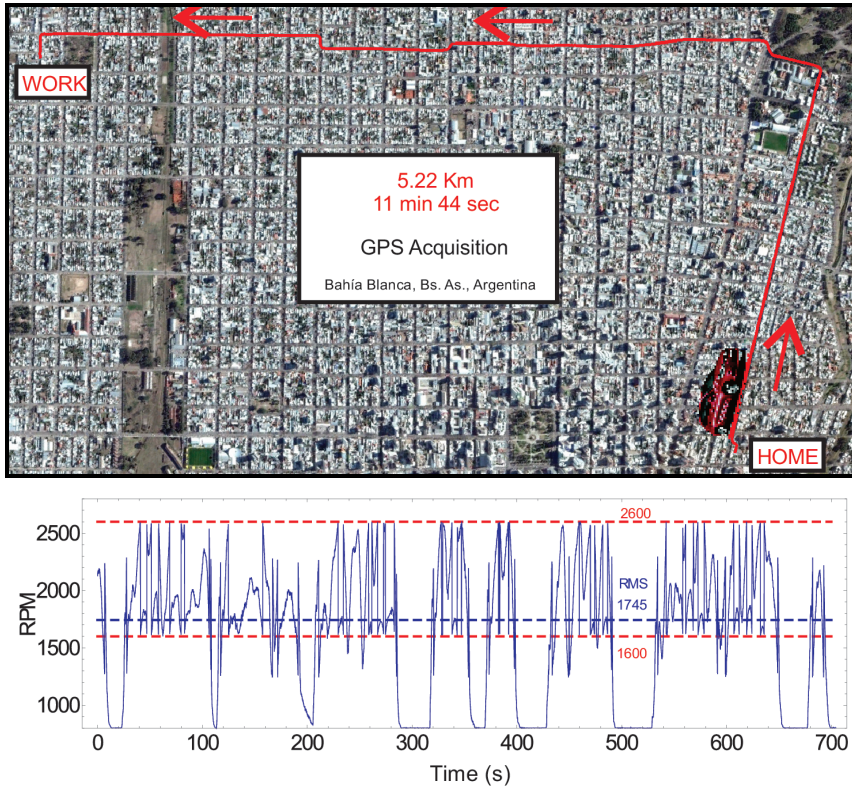 WORK
5.22 Km
11 min 44 sec
GPS Acquisition
Bahía Blanca, Bs. As., Argentina
HOME
2600
2500
RMS
2000
1745
RPM
1500
1600
1000
0 100 200 300 400 500 600 700
Time (s)